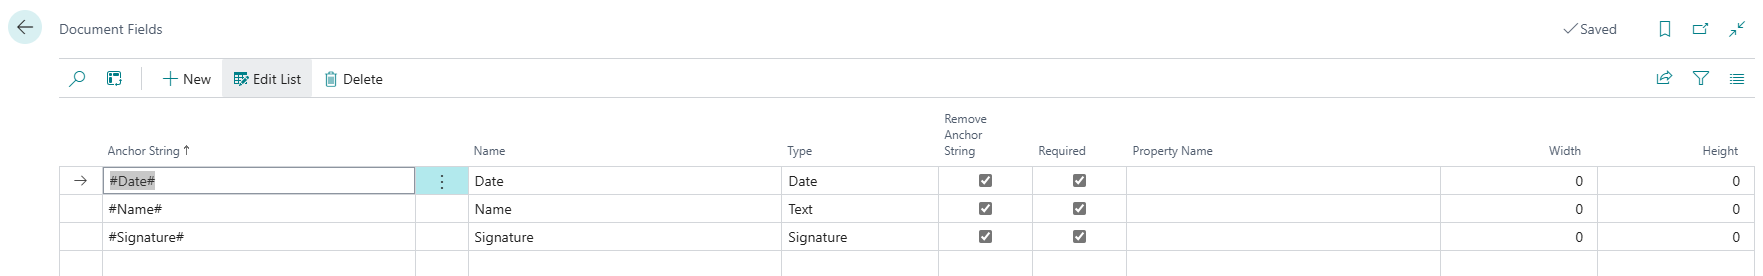 Document Fields
Saved
New Edit List Delete
Anchor String Name Type Remove Anchor String Required Property Name Width Height
#Date# Date Date 0 0
#Name# Name Text 0 0
#Signature# Signature Signature 0 0